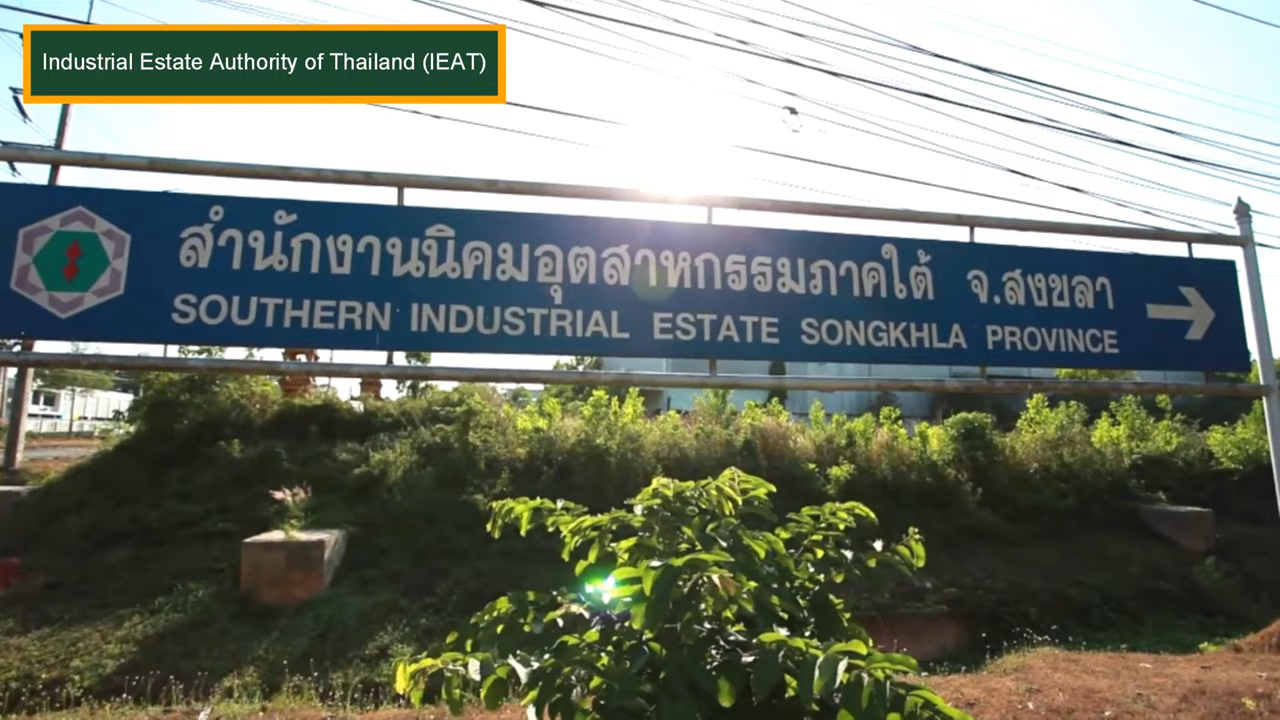 Industrial Estate Authority of Thailand (IEAT)
สำนักงานนิคมอุตสาหกรรมภาคใต้ จ.สงขลา
SOUTHERN INDUSTRIAL ESTATE SONGKHLA PROVINCE